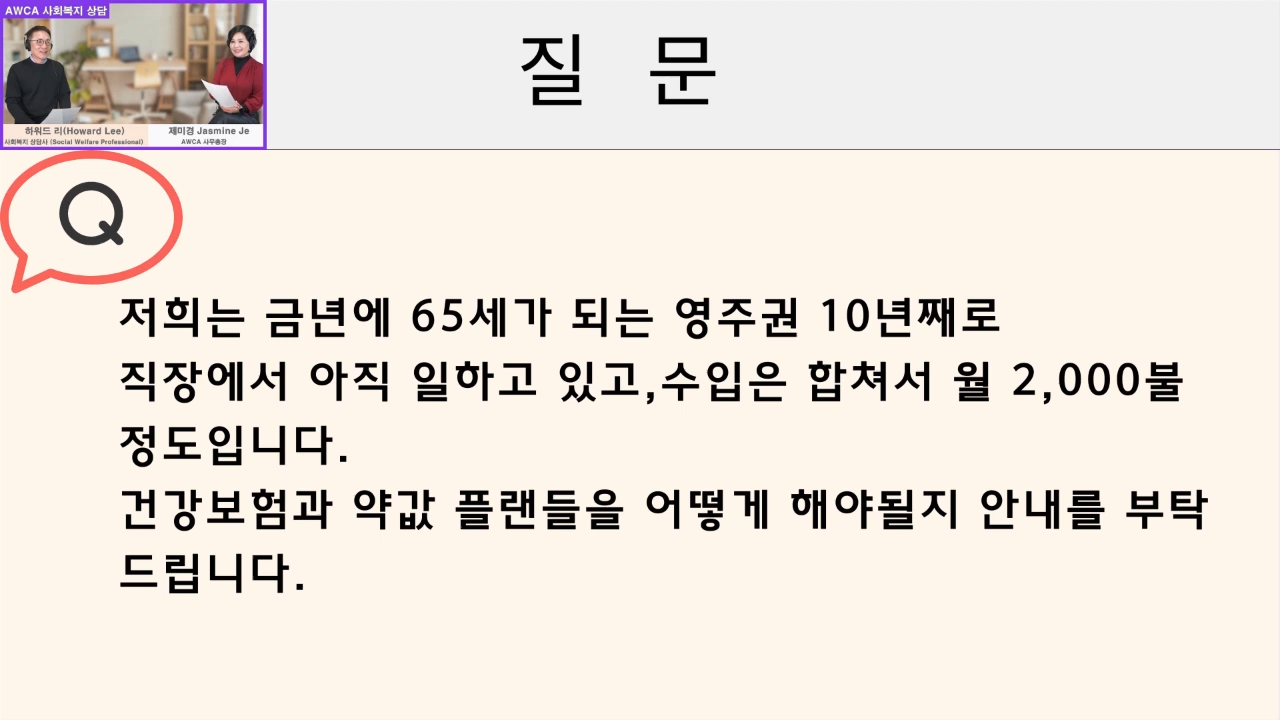 AWCA 사회복지 상담
질 문
하워드 리(Howard Lee)
제미경 Jasmine Je
사회복지 상담사 (Social Welfare Professional)
AWCA 사무총장
Q
저희는 금년에 65세가 되는 영주권 10년째로
직장에서 아직 일하고 있고,수입은 합쳐서 월 2,000불
정도입니다.
건강보험과 약값 플랜들을 어떻게 해야될지 안내를 부탁
드립니다.